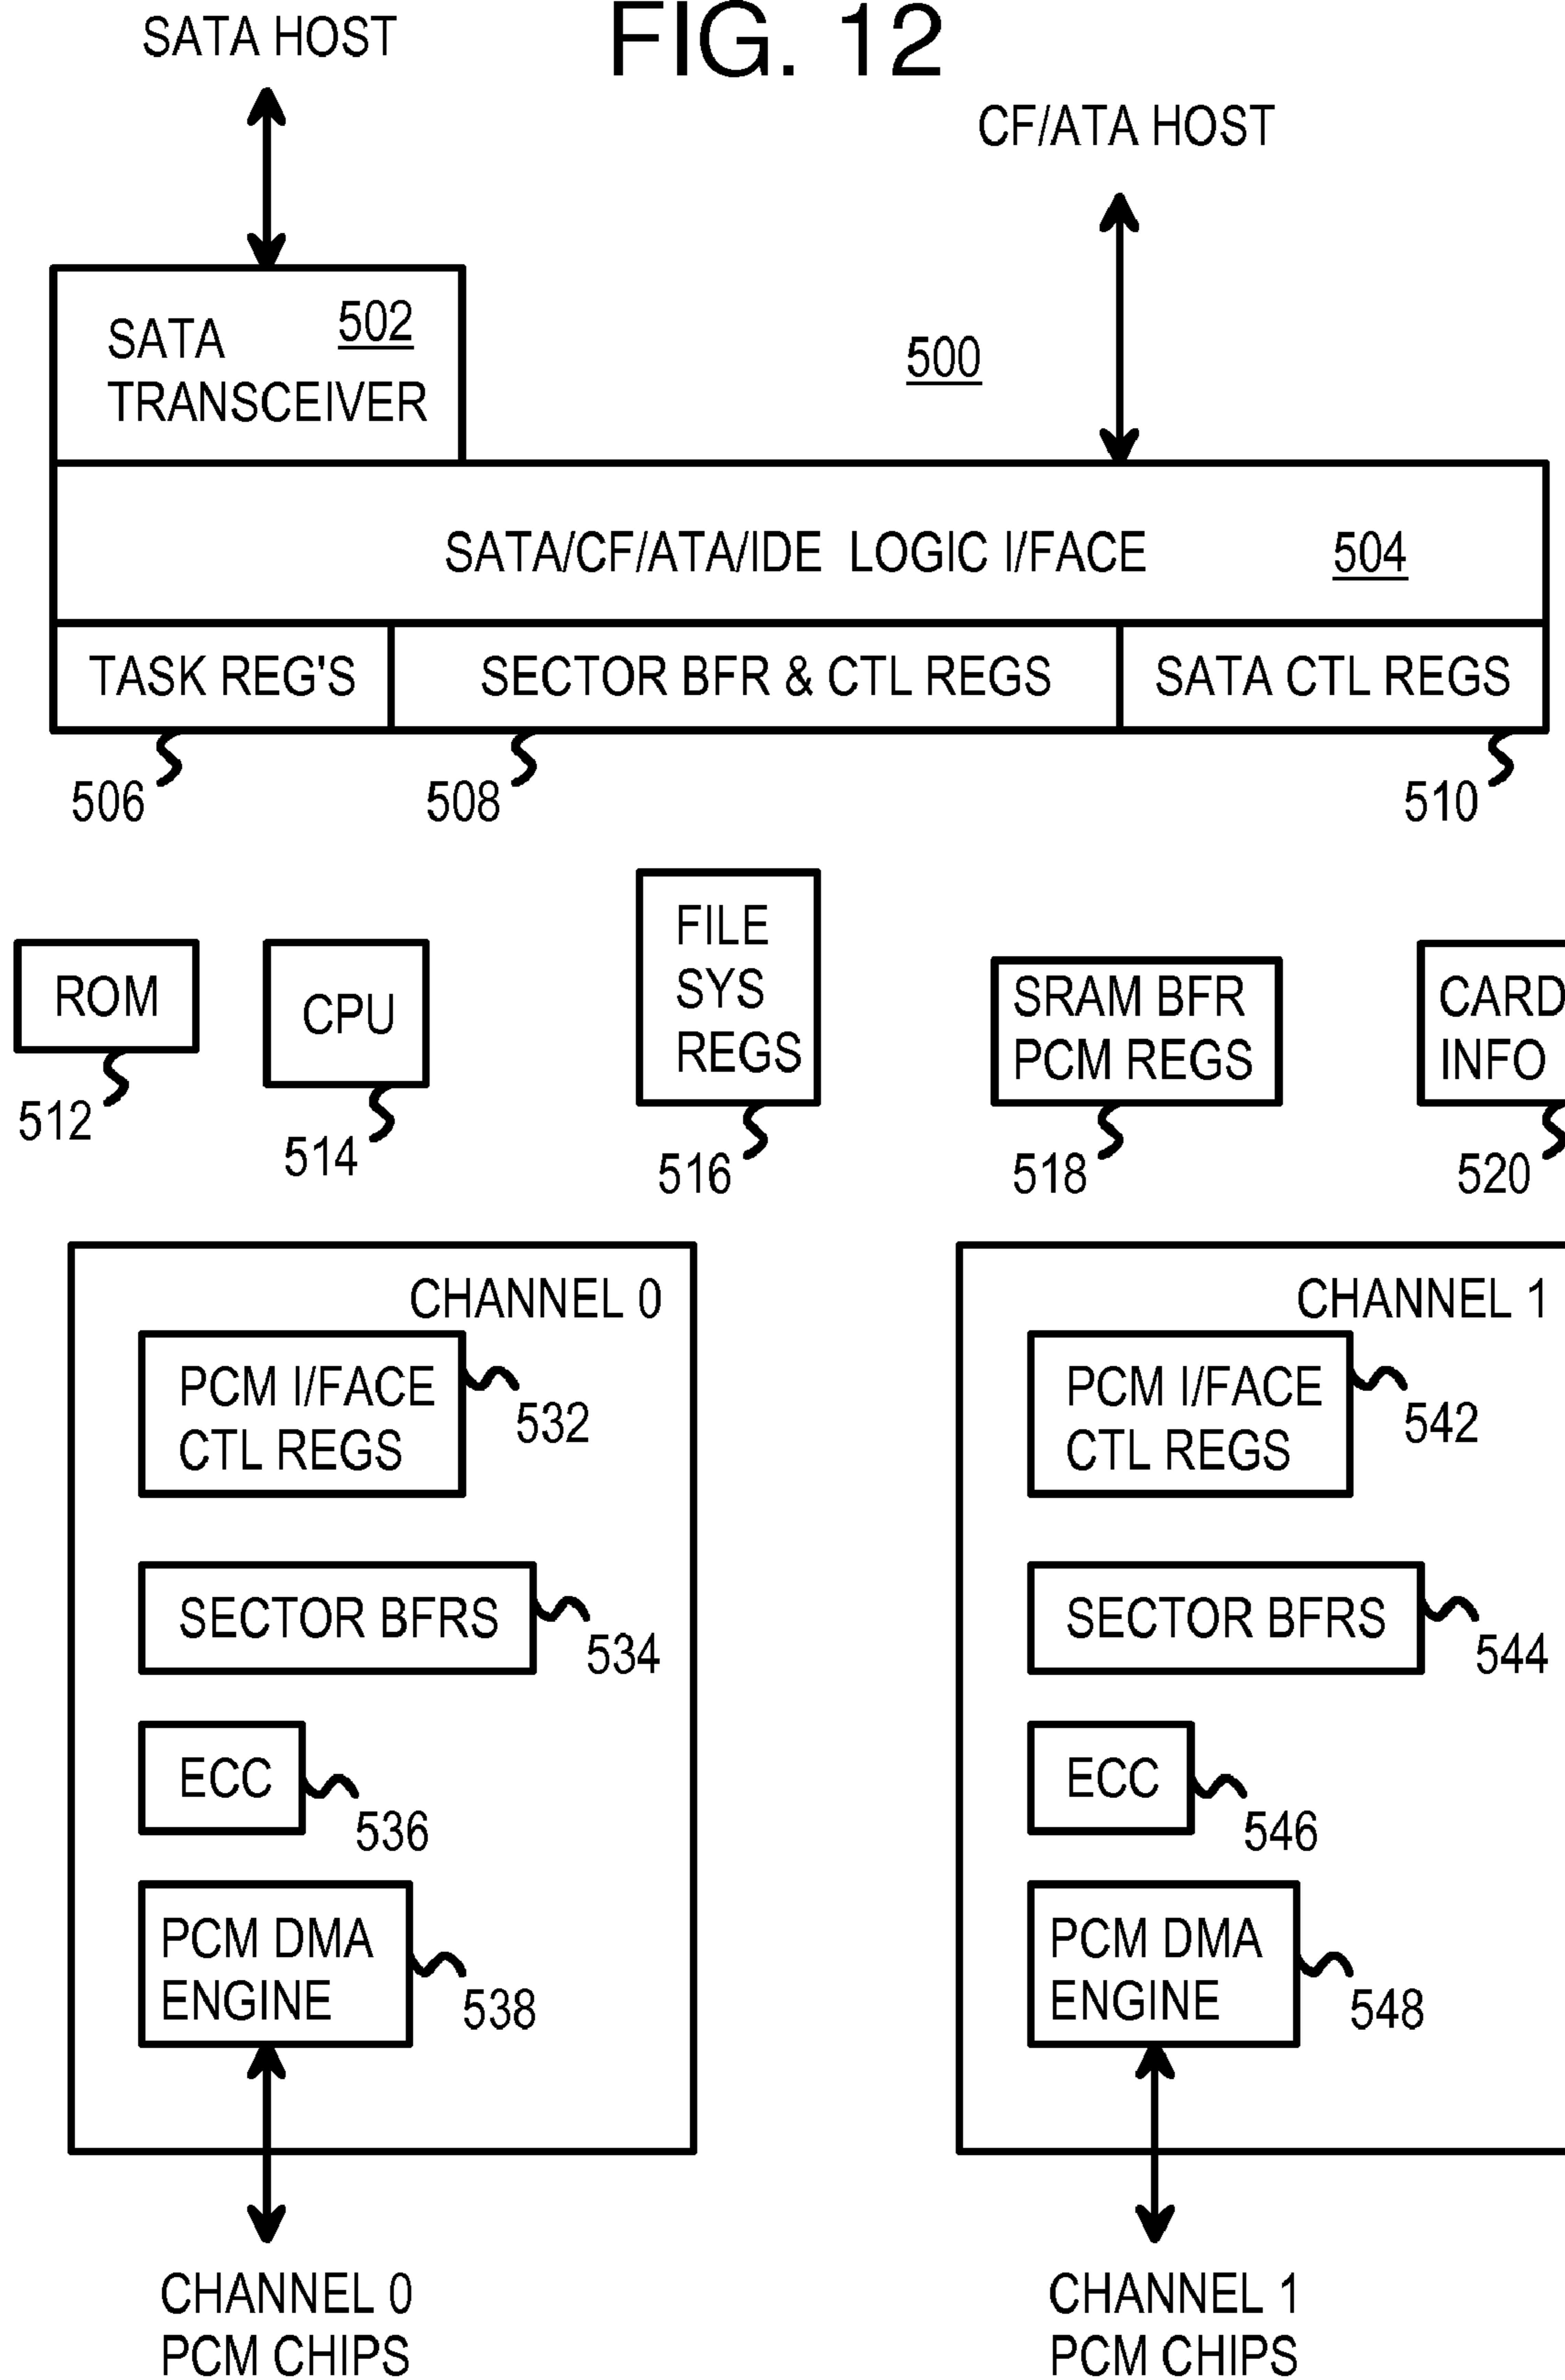 FIG. 12
SATA HOST
CF/ATA HOST
SATA
TRANSCEIVER
502
500
SATA/CF/ATA/IDE LOGIC I/FACE 504
TASK REG'S
SECTOR BFR & CTL REGS
SATA CTL REGS
506
508
510
ROM
512
CPU
514
FILE
SYS
REGS
516
SRAM BFR
PCM REGS
518
CARD
INFO
520
CHANNEL 0
PCM I/FACE
CTL REGS
532
SECTOR BFRS
534
ECC
536
PCM DMA
ENGINE
538
CHANNEL 0
PCM CHIPS
CHANNEL 1
PCM I/FACE
CTL REGS
542
SECTOR BFRS
544
ECC
546
PCM DMA
ENGINE
548
CHANNEL 1
PCM CHIPS